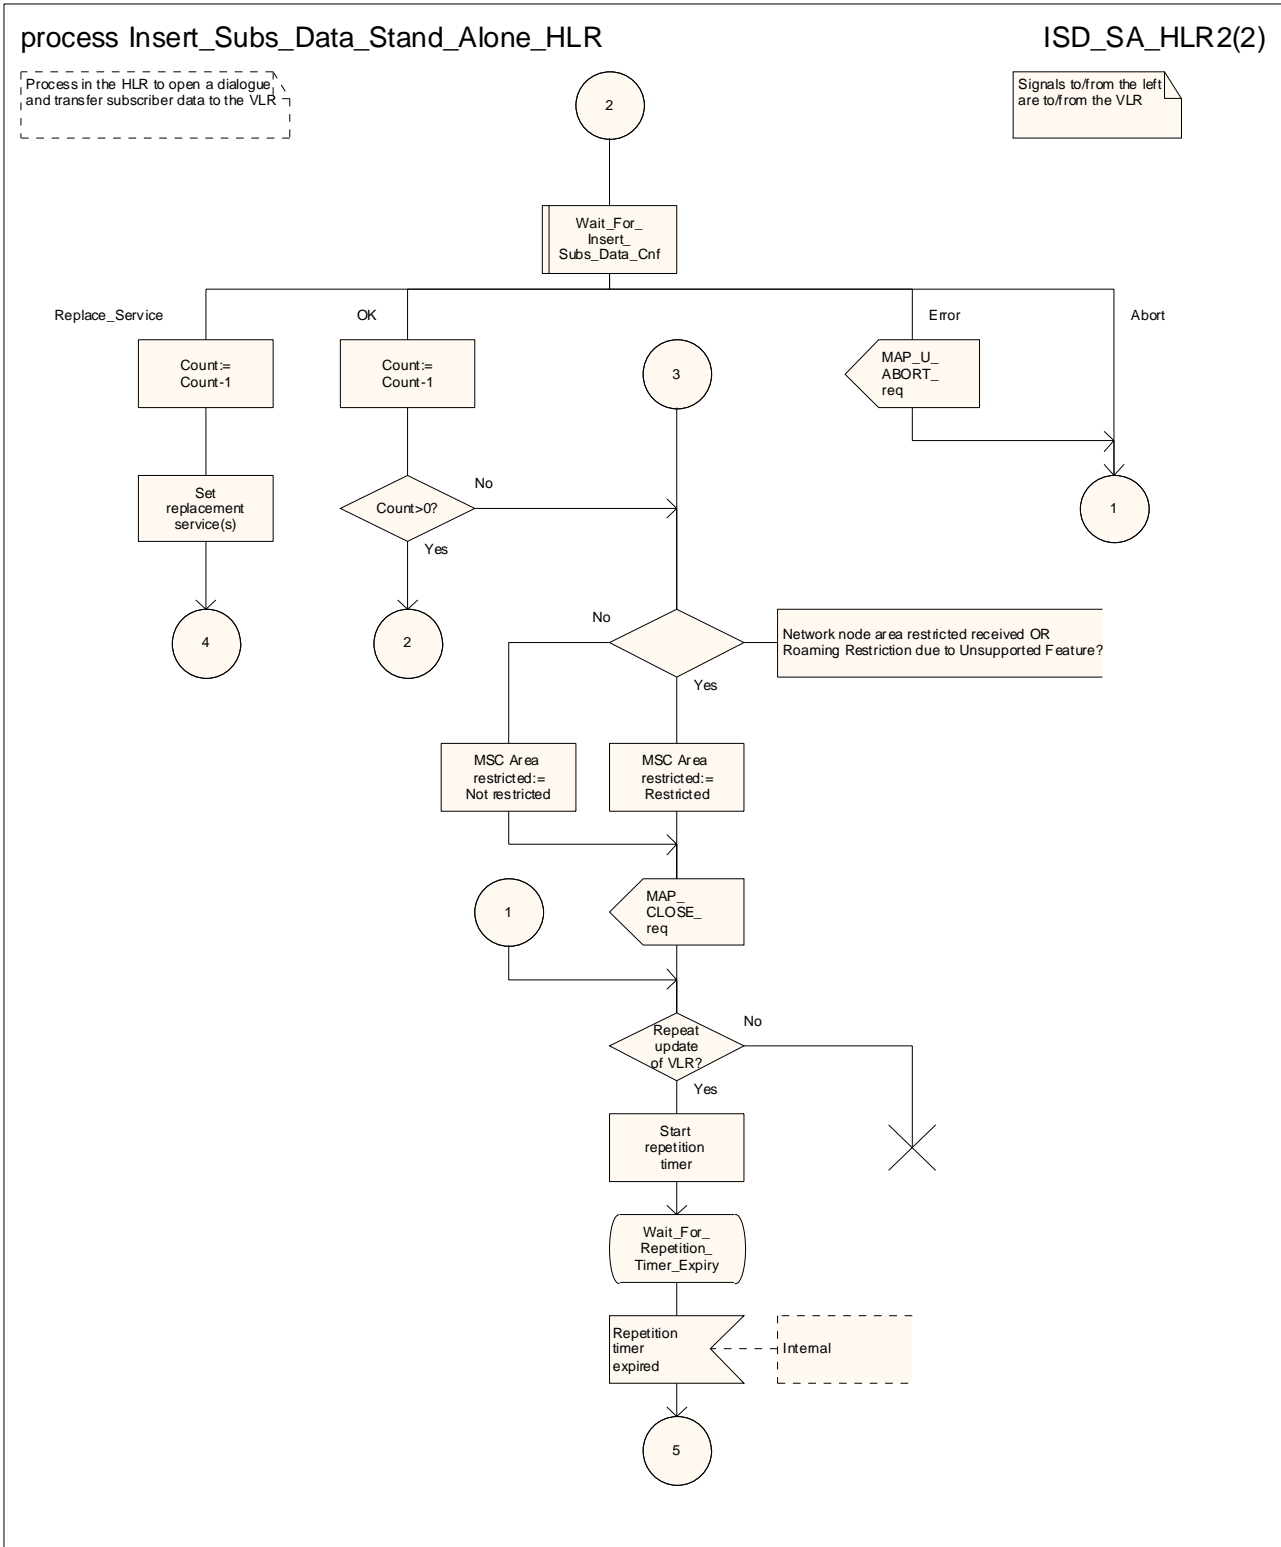 process Insert_Subs_Data_Stand_Alone_HLR
ISD_SA_HLR2(2)
Process in the HLR to open a dialogue
and transfer subscriber data to the VLR
2
Signals to/from the left
are to/from the VLR
Wait_For_
Insert_
Subs_Data_Cnf
Replace_Service
OK
Error
Abort
Count:=
Count-1
Count:=
Count-1
3
MAP_U_
ABORT_
req
Set
replacement
service(s)
Count>0?
No
Yes
1
4
2
No
Yes
Network node area restricted received OR
Roaming Restriction due to Unsupported Feature?
MSC Area
restricted:=
Not restricted
MSC Area
restricted:=
Restricted
1
MAP_
CLOSE_
req
Repeat
update
of VLR?
No
Yes
Start
repetition
timer
Wait_For_
Repetition_
Timer_Expiry
Repetition
timer
expired
Internal
5